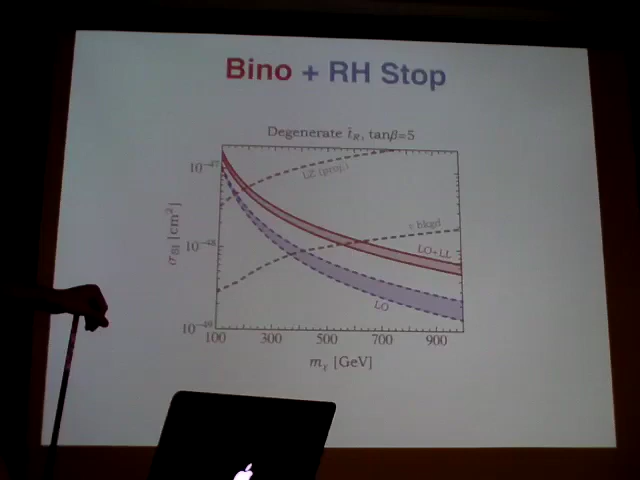 Bino + RH Stop
Degenerate t̃_R, tanβ=5
10⁻⁴⁷
LZ (proj.)
ν bkgd
10⁻⁴⁸
LO+LL
LO
10⁻⁴⁹
σ_SI [cm²]
100 300 500 700 900
m_χ [GeV]